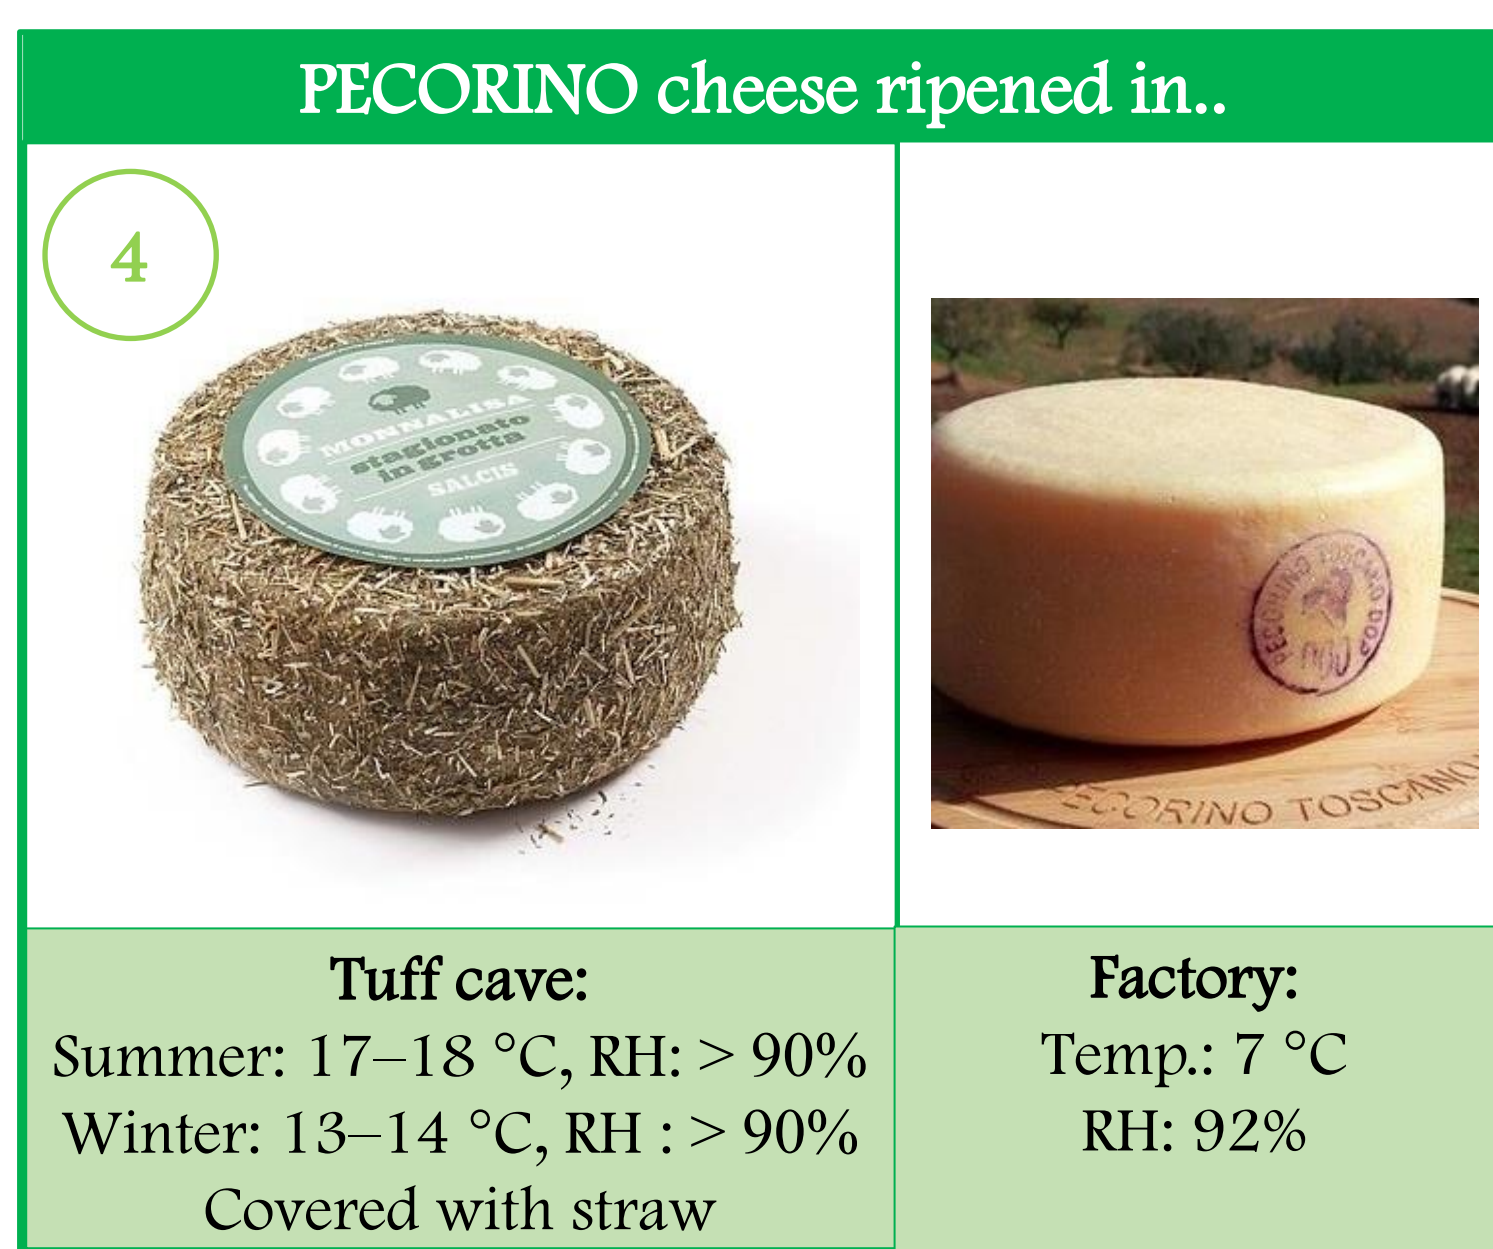 PECORINO cheese ripened in..
4
MONNALISA
stagionato
in grotta
SALCIS
PECORINO TOSCANO DOP
PECORINO TOSCANO
Tuff cave:
Summer: 17–18 °C, RH: > 90%
Winter: 13–14 °C, RH : > 90%
Covered with straw
Factory:
Temp.: 7 °C
RH: 92%